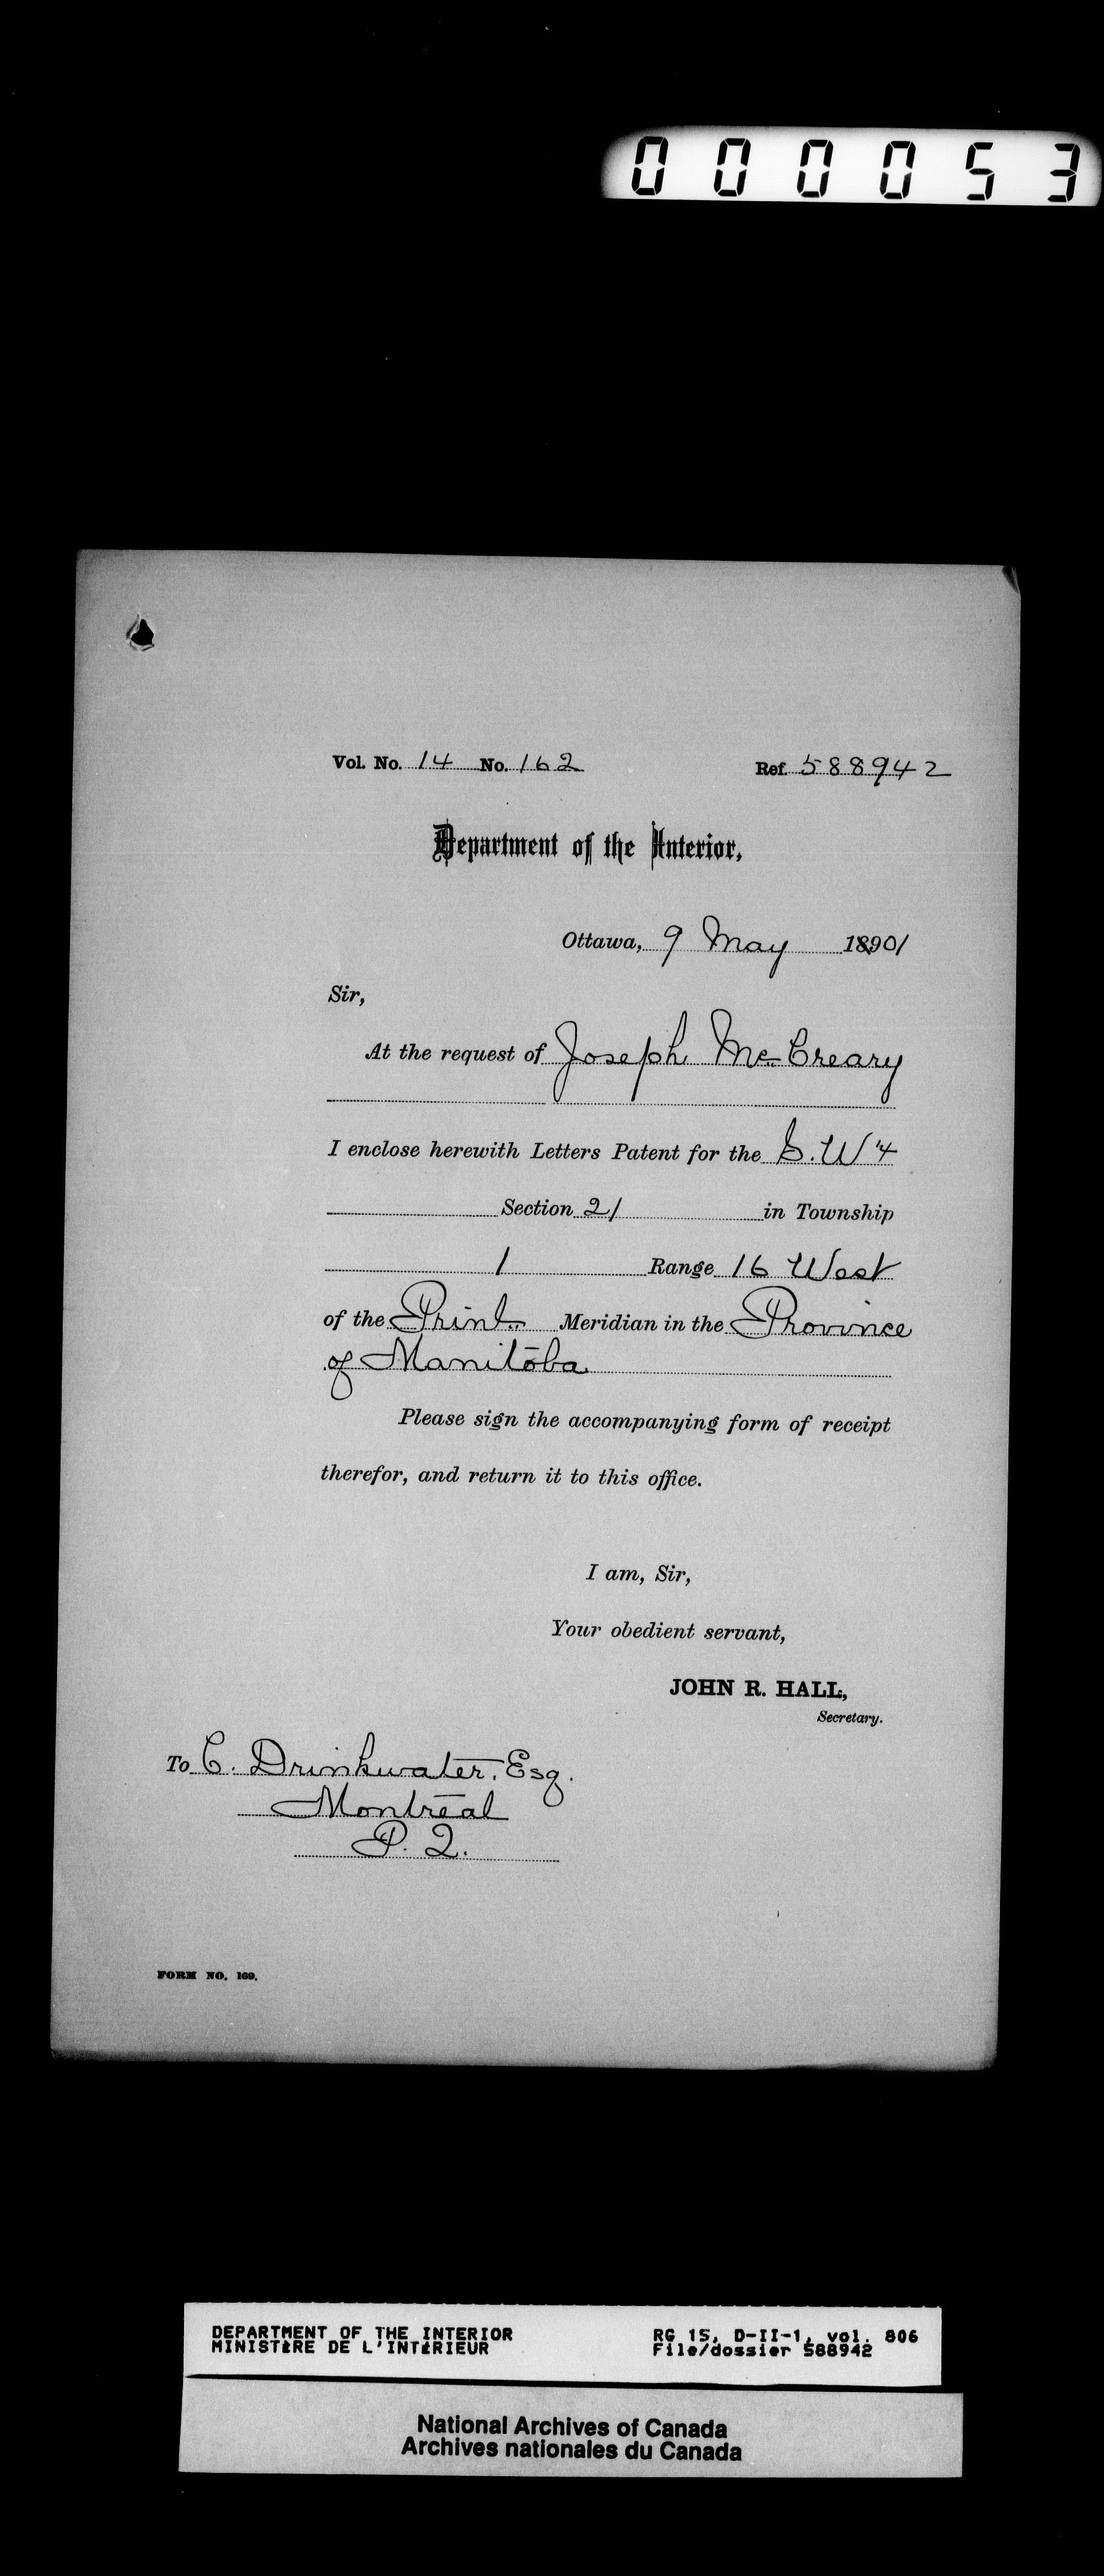 000053
Vol. No. 14 No. 162 Ref. 588942
Department of the Interior,
Ottawa, 9 May 1901
Sir,
At the request of Joseph McCreary
I enclose herewith Letters Patent for the S.W¼
Section 21 in Township
1 Range 16 West
of the Prinl. Meridian in the Province
of Manitoba
Please sign the accompanying form of receipt
therefor, and return it to this office.
I am, Sir,
Your obedient servant,
JOHN R. HALL,
Secretary.
To C. Drinkwater. Esq.
Montreal
P. Q.
FORM NO. 109.
DEPARTMENT OF THE INTERIOR RG 15, D-II-1, vol. 806
MINISTÈRE DE L'INTÉRIEUR File/dossier 588942
National Archives of Canada
Archives nationales du Canada